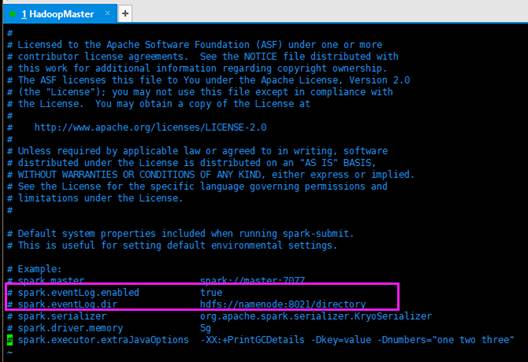 1 HadoopMaster × +
#
# Licensed to the Apache Software Foundation (ASF) under one or more
# contributor license agreements.  See the NOTICE file distributed with
# this work for additional information regarding copyright ownership.
# The ASF licenses this file to You under the Apache License, Version 2.0
# (the "License"); you may not use this file except in compliance with
# the License.  You may obtain a copy of the License at
#
#    http://www.apache.org/licenses/LICENSE-2.0
#
# Unless required by applicable law or agreed to in writing, software
# distributed under the License is distributed on an "AS IS" BASIS,
# WITHOUT WARRANTIES OR CONDITIONS OF ANY KIND, either express or implied.
# See the License for the specific language governing permissions and
# limitations under the License.
#
# Default system properties included when running spark-submit.
# This is useful for setting default environmental settings.
# Example:
# spark.master                     spark://master:7077
# spark.eventLog.enabled           true
# spark.eventLog.dir               hdfs://namenode:8021/directory
# spark.serializer                 org.apache.spark.serializer.KryoSerializer
# spark.driver.memory              5g
# spark.executor.extraJavaOptions  -XX:+PrintGCDetails -Dkey=value -Dnumbers="one two three"
~